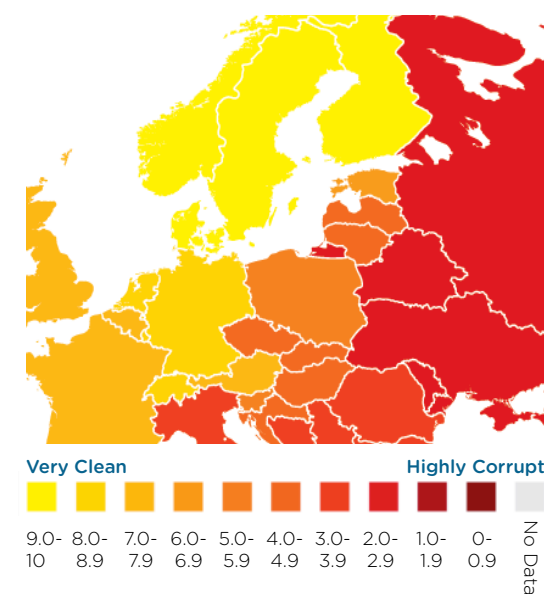 Very Clean Highly Corrupt
9.0- 8.0- 7.0- 6.0- 5.0- 4.0- 3.0- 2.0- 1.0- 0-
10 8.9 7.9 6.9 5.9 4.9 3.9 2.9 1.9 0.9
No Data